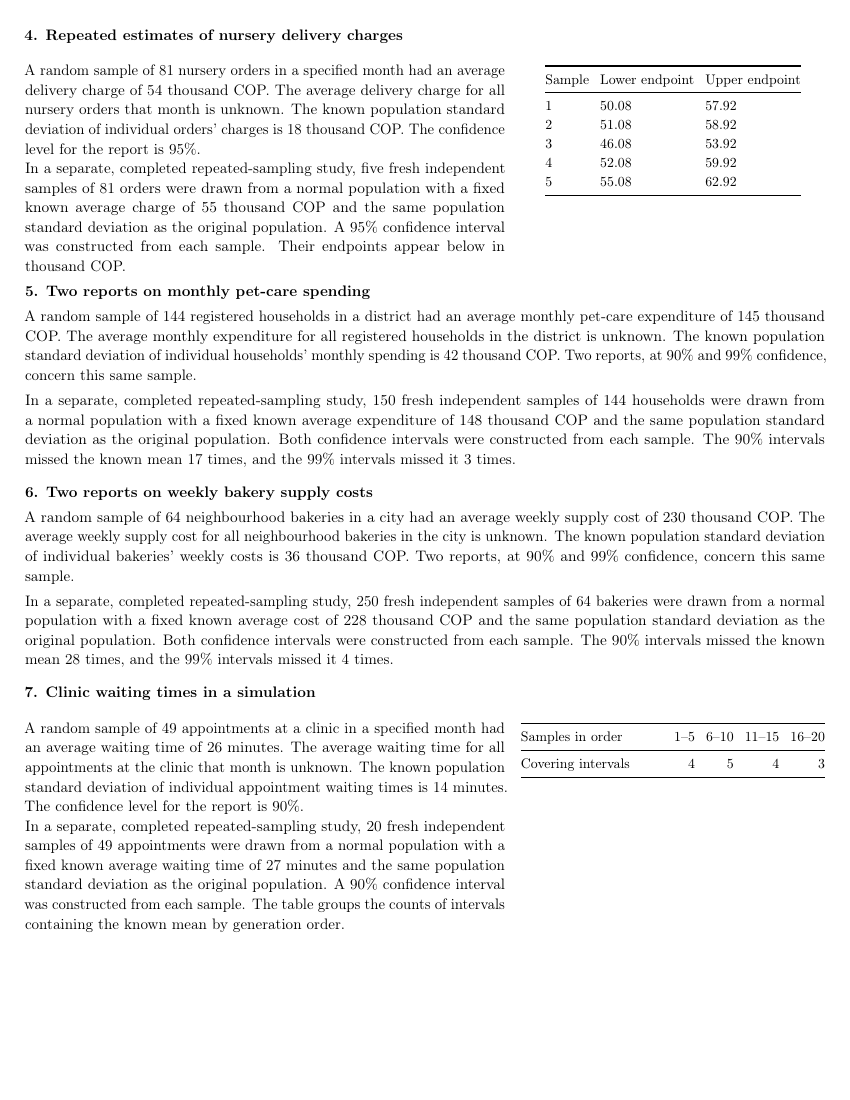 4. Repeated estimates of nursery delivery charges
A random sample of 81 nursery orders in a specified month had an average
delivery charge of 54 thousand COP. The average delivery charge for all
nursery orders that month is unknown. The known population standard
deviation of individual orders' charges is 18 thousand COP. The confidence
level for the report is 95%.
In a separate, completed repeated-sampling study, five fresh independent
samples of 81 orders were drawn from a normal population with a fixed
known average charge of 55 thousand COP and the same population
standard deviation as the original population. A 95% confidence interval
was constructed from each sample. Their endpoints appear below in
thousand COP.
Sample Lower endpoint Upper endpoint
1 50.08 57.92
2 51.08 58.92
3 46.08 53.92
4 52.08 59.92
5 55.08 62.92
5. Two reports on monthly pet-care spending
A random sample of 144 registered households in a district had an average monthly pet-care expenditure of 145 thousand
COP. The average monthly expenditure for all registered households in the district is unknown. The known population
standard deviation of individual households' monthly spending is 42 thousand COP. Two reports, at 90% and 99% confidence,
concern this same sample.
In a separate, completed repeated-sampling study, 150 fresh independent samples of 144 households were drawn from
a normal population with a fixed known average expenditure of 148 thousand COP and the same population standard
deviation as the original population. Both confidence intervals were constructed from each sample. The 90% intervals
missed the known mean 17 times, and the 99% intervals missed it 3 times.
6. Two reports on weekly bakery supply costs
A random sample of 64 neighbourhood bakeries in a city had an average weekly supply cost of 230 thousand COP. The
average weekly supply cost for all neighbourhood bakeries in the city is unknown. The known population standard deviation
of individual bakeries' weekly costs is 36 thousand COP. Two reports, at 90% and 99% confidence, concern this same
sample.
In a separate, completed repeated-sampling study, 250 fresh independent samples of 64 bakeries were drawn from a normal
population with a fixed known average cost of 228 thousand COP and the same population standard deviation as the
original population. Both confidence intervals were constructed from each sample. The 90% intervals missed the known
mean 28 times, and the 99% intervals missed it 4 times.
7. Clinic waiting times in a simulation
A random sample of 49 appointments at a clinic in a specified month had
an average waiting time of 26 minutes. The average waiting time for all
appointments at the clinic that month is unknown. The known population
standard deviation of individual appointment waiting times is 14 minutes.
The confidence level for the report is 90%.
In a separate, completed repeated-sampling study, 20 fresh independent
samples of 49 appointments were drawn from a normal population with a
fixed known average waiting time of 27 minutes and the same population
standard deviation as the original population. A 90% confidence interval
was constructed from each sample. The table groups the counts of intervals
containing the known mean by generation order.
Samples in order 1–5 6–10 11–15 16–20
Covering intervals 4 5 4 3